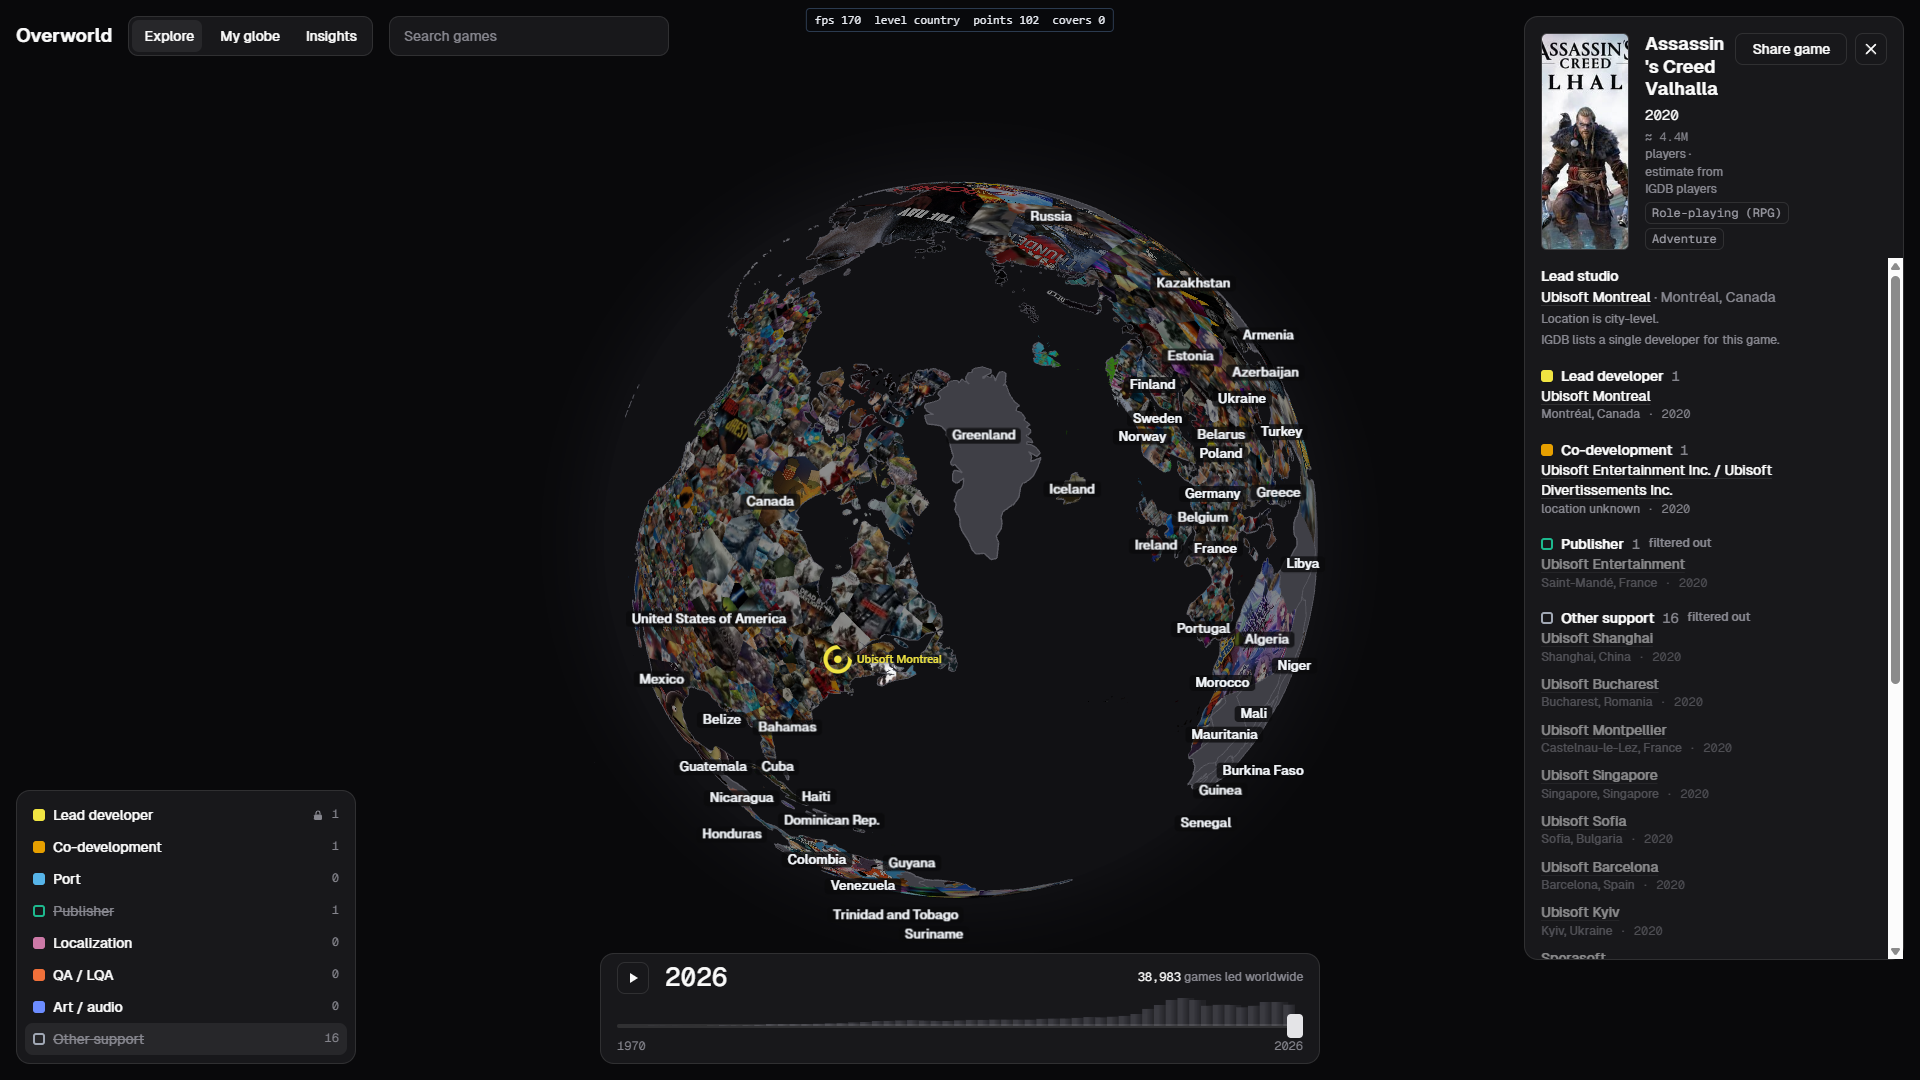 Overworld
Explore
My globe
Insights
Search games
fps 170 level country points 102 covers 0
ASSASSIN'S
CREED
LHAL
Assassin
's Creed
Valhalla
Share game
2020
≈ 4.4M
players ·
estimate from
IGDB players
Role-playing (RPG)
Adventure
Lead studio
Ubisoft Montreal · Montréal, Canada
Location is city-level.
IGDB lists a single developer for this game.
Lead developer 1
Ubisoft Montreal
Montréal, Canada · 2020
Co-development 1
Ubisoft Entertainment Inc. / Ubisoft
Divertissements Inc.
location unknown · 2020
Publisher 1 filtered out
Ubisoft Entertainment
Saint-Mandé, France · 2020
Other support 16 filtered out
Ubisoft Shanghai
Shanghai, China · 2020
Ubisoft Bucharest
Bucharest, Romania · 2020
Ubisoft Montpellier
Castelnau-le-Lez, France · 2020
Ubisoft Singapore
Singapore, Singapore · 2020
Ubisoft Sofia
Sofia, Bulgaria · 2020
Ubisoft Barcelona
Barcelona, Spain · 2020
Ubisoft Kyiv
Kyiv, Ukraine · 2020
Sperasoft
Russia
Kazakhstan
Armenia
Estonia
Azerbaijan
Finland
Ukraine
Sweden
Norway
Belarus
Turkey
Poland
Greenland
Iceland
Germany
Greece
Canada
Belgium
Ireland
France
Libya
United States of America
Portugal
Algeria
Ubisoft Montreal
Niger
Mexico
Morocco
Belize
Bahamas
Mali
Mauritania
Guatemala
Cuba
Burkina Faso
Guinea
Nicaragua
Haiti
Dominican Rep.
Senegal
Honduras
Colombia
Guyana
Venezuela
Trinidad and Tobago
Suriname
Lead developer 1
Co-development 1
Port 0
Publisher 1
Localization 0
QA / LQA 0
Art / audio 0
Other support 16
2026
38,983 games led worldwide
1970
2026